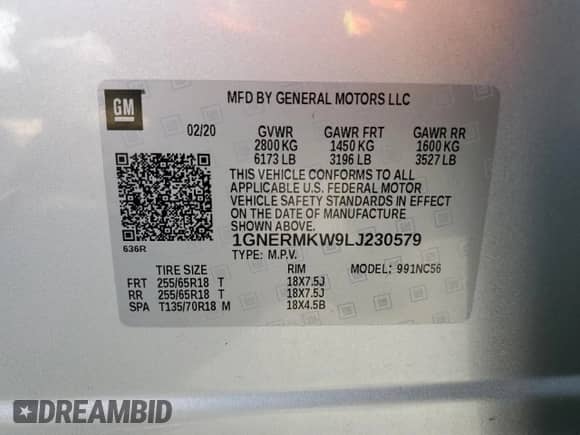 GM
MFD BY GENERAL MOTORS LLC
02/20 GVWR GAWR FRT GAWR RR
2800 KG 1450 KG 1600 KG
6173 LB 3196 LB 3527 LB
THIS VEHICLE CONFORMS TO ALL
APPLICABLE U.S. FEDERAL MOTOR
VEHICLE SAFETY STANDARDS IN EFFECT
ON THE DATE OF MANUFACTURE
SHOWN ABOVE.
636R
1GNERMKW9LJ230579
TYPE: M.P.V.
TIRE SIZE RIM MODEL: 991NC56
FRT 255/65R18 T 18X7.5J
RR 255/65R18 T 18X7.5J
SPA T135/70R18 M 18X4.5B
DREAMBID